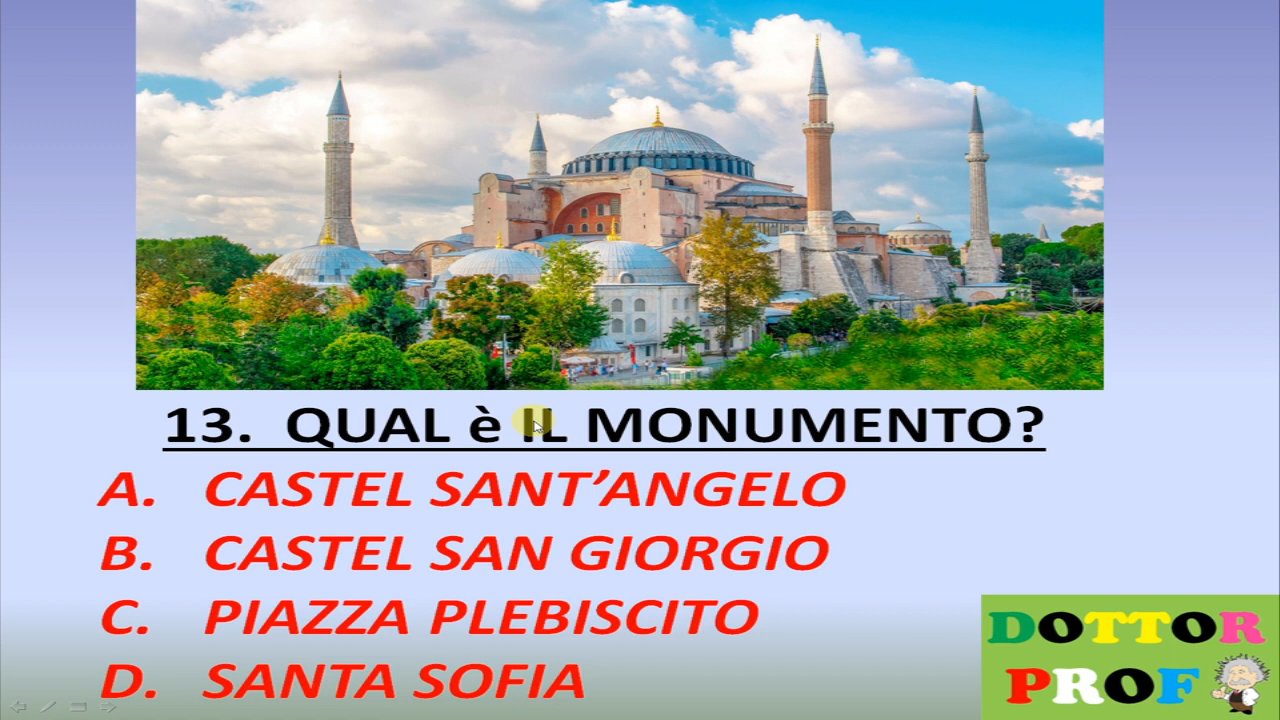 13. QUAL è IL MONUMENTO?
A. CASTEL SANT’ANGELO
B. CASTEL SAN GIORGIO
C. PIAZZA PLEBISCITO
D. SANTA SOFIA
DOTTOR
PROF